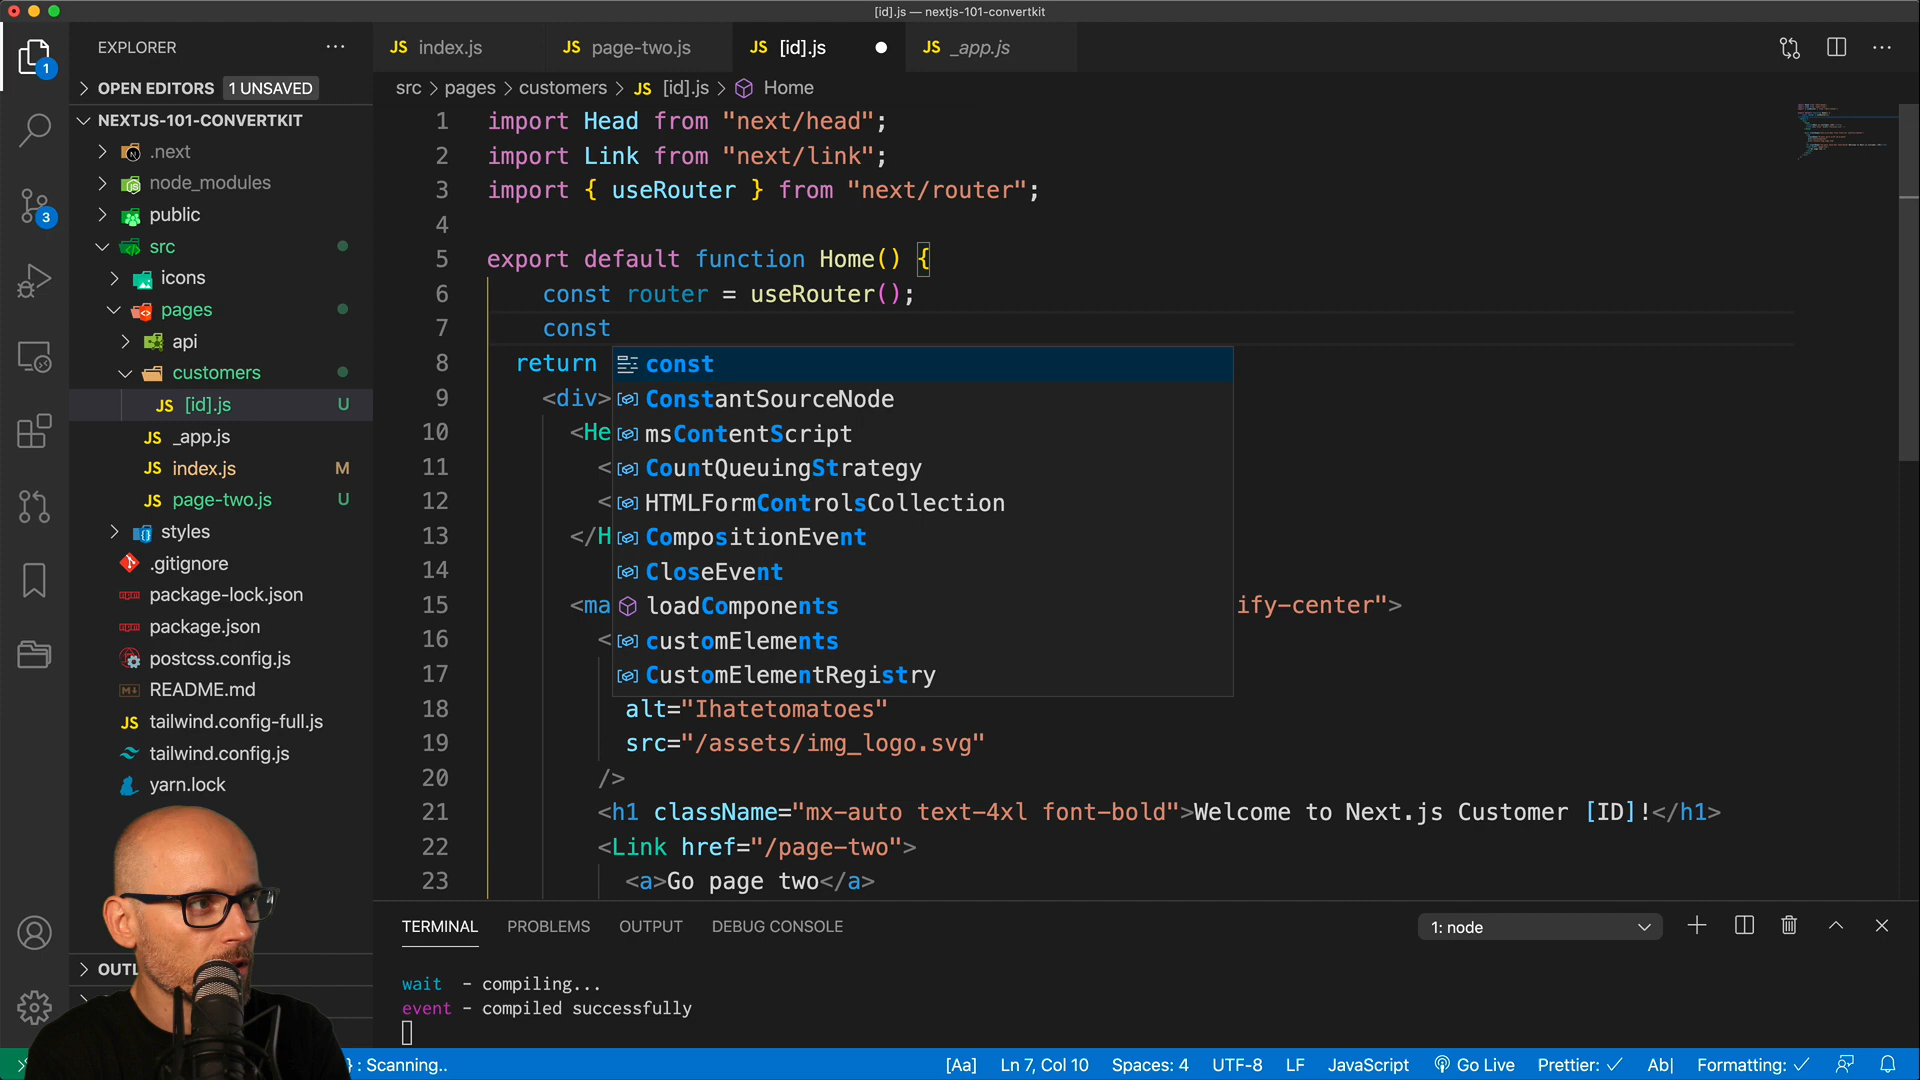 [id].js — nextjs-101-convertkit
EXPLORER
OPEN EDITORS 1 UNSAVED
NEXTJS-101-CONVERTKIT
.next
node_modules
public
src
icons
pages
api
customers
JS [id].js U
JS _app.js
JS index.js M
JS page-two.js U
styles
.gitignore
package-lock.json
package.json
postcss.config.js
README.md
JS tailwind.config-full.js
tailwind.config.js
yarn.lock
1
3
JS index.js JS page-two.js JS [id].js JS _app.js
src > pages > customers > JS [id].js > Home
1 import Head from "next/head";
2 import Link from "next/link";
3 import { useRouter } from "next/router";
4
5 export default function Home() {
6 const router = useRouter();
7 const
8 return
9 <div>
10 <He
11 <
12 <
13 </H
14
15 <ma ify-center">
16 <
17
18 alt="Ihatetomatoes"
19 src="/assets/img_logo.svg"
20 />
21 <h1 className="mx-auto text-4xl font-bold">Welcome to Next.js Customer [ID]!</h1>
22 <Link href="/page-two">
23 <a>Go page two</a>
const
ConstantSourceNode
msContentScript
CountQueuingStrategy
HTMLFormControlsCollection
CompositionEvent
CloseEvent
loadComponents
customElements
CustomElementRegistry
TERMINAL PROBLEMS OUTPUT DEBUG CONSOLE 1: node
wait - compiling...
event - compiled successfully
OUTL
: Scanning.. [Aa] Ln 7, Col 10 Spaces: 4 UTF-8 LF JavaScript Go Live Prettier: ✓ Ab| Formatting: ✓